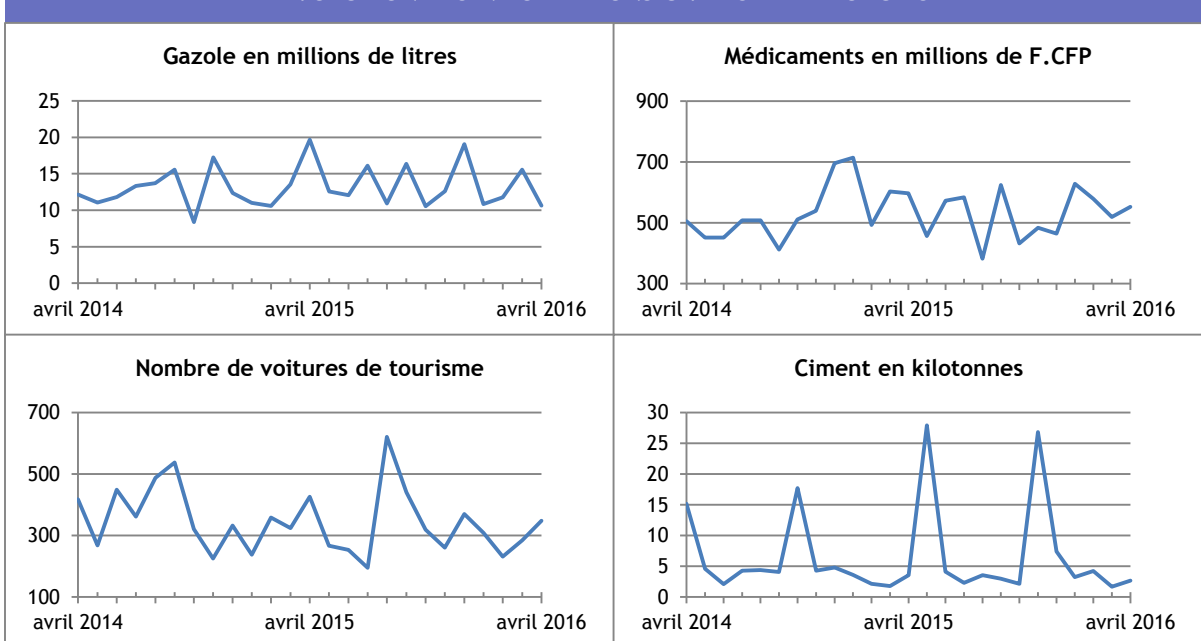 Gazole en millions de litres
25
20
15
10
5
0
avril 2014 avril 2015 avril 2016
Médicaments en millions de F.CFP
900
700
500
300
avril 2014 avril 2015 avril 2016
Nombre de voitures de tourisme
700
500
300
100
avril 2014 avril 2015 avril 2016
Ciment en kilotonnes
30
25
20
15
10
5
0
avril 2014 avril 2015 avril 2016